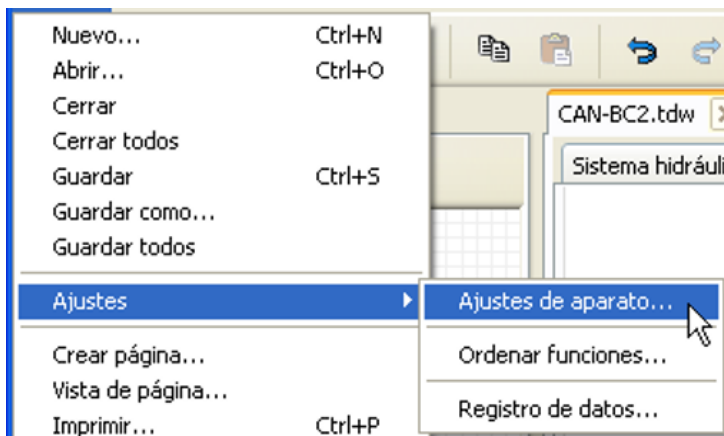 Nuevo... Ctrl+N
Abrir... Ctrl+O
Cerrar
Cerrar todos
Guardar Ctrl+S
Guardar como...
Guardar todos
Ajustes
Crear página...
Vista de página...
Imprimir... Ctrl+P
Ajustes de aparato...
Ordenar funciones...
Registro de datos...
CAN-BC2.tdw
Sistema